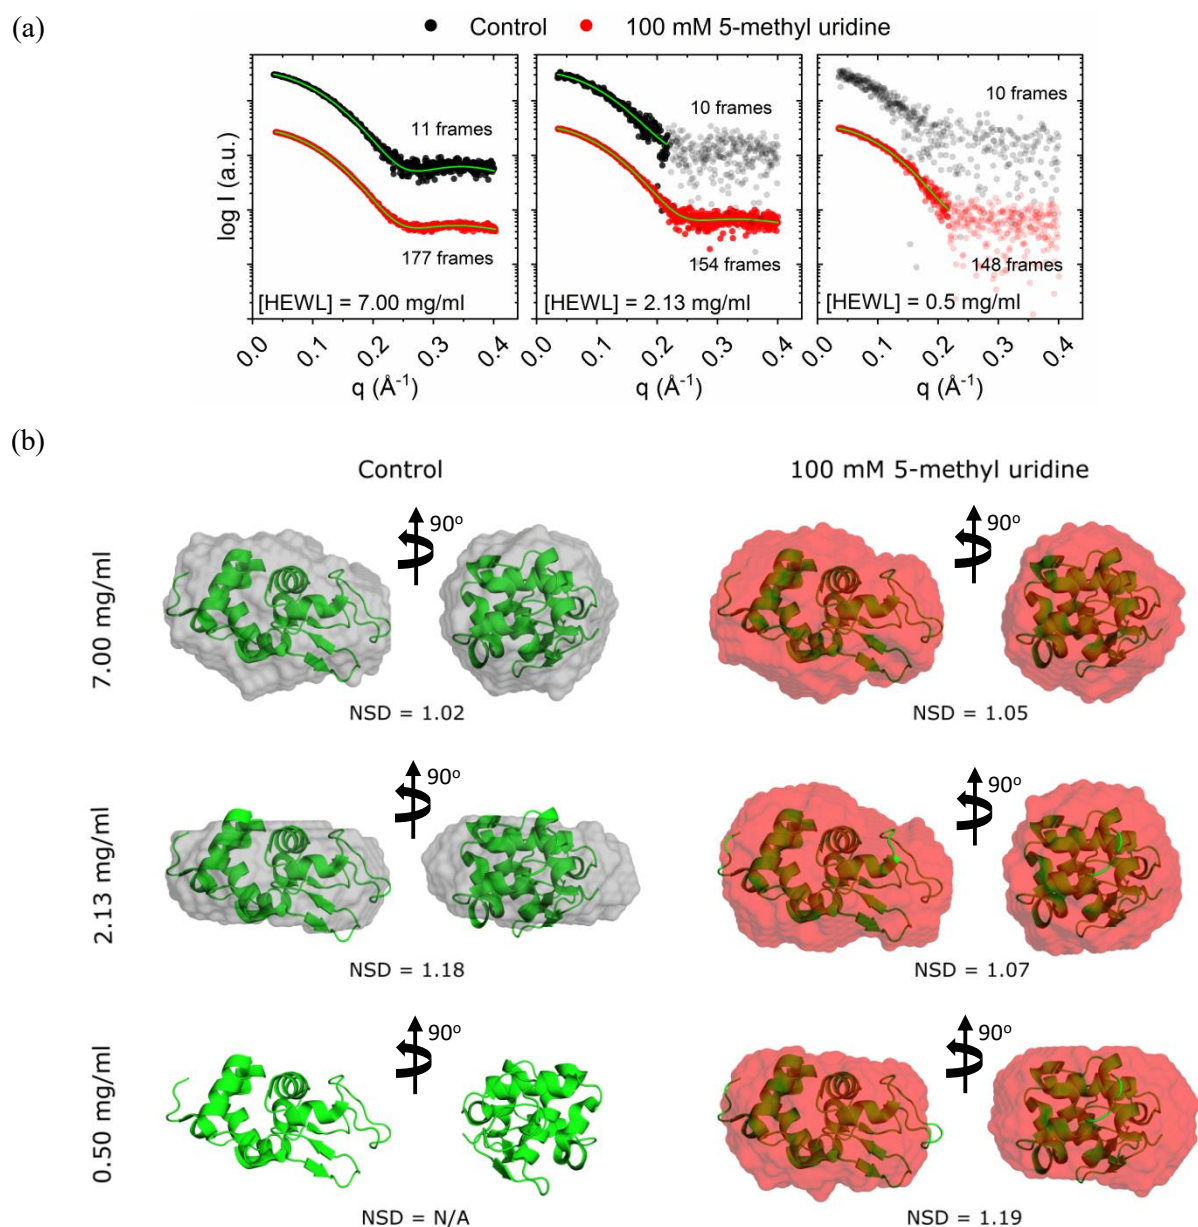 (a)
Control 100 mM 5-methyl uridine
log I (a.u.)
11 frames
177 frames
[HEWL] = 7.00 mg/ml
10 frames
154 frames
[HEWL] = 2.13 mg/ml
10 frames
148 frames
[HEWL] = 0.5 mg/ml
0.0 0.1 0.2 0.3 0.4
0.0 0.1 0.2 0.3 0.4
0.0 0.1 0.2 0.3 0.4
q (Å⁻¹) q (Å⁻¹) q (Å⁻¹)
(b)
Control 100 mM 5-methyl uridine
7.00 mg/ml
90°
90°
NSD = 1.02
NSD = 1.05
2.13 mg/ml
90°
90°
NSD = 1.18
NSD = 1.07
0.50 mg/ml
90°
90°
NSD = N/A
NSD = 1.19